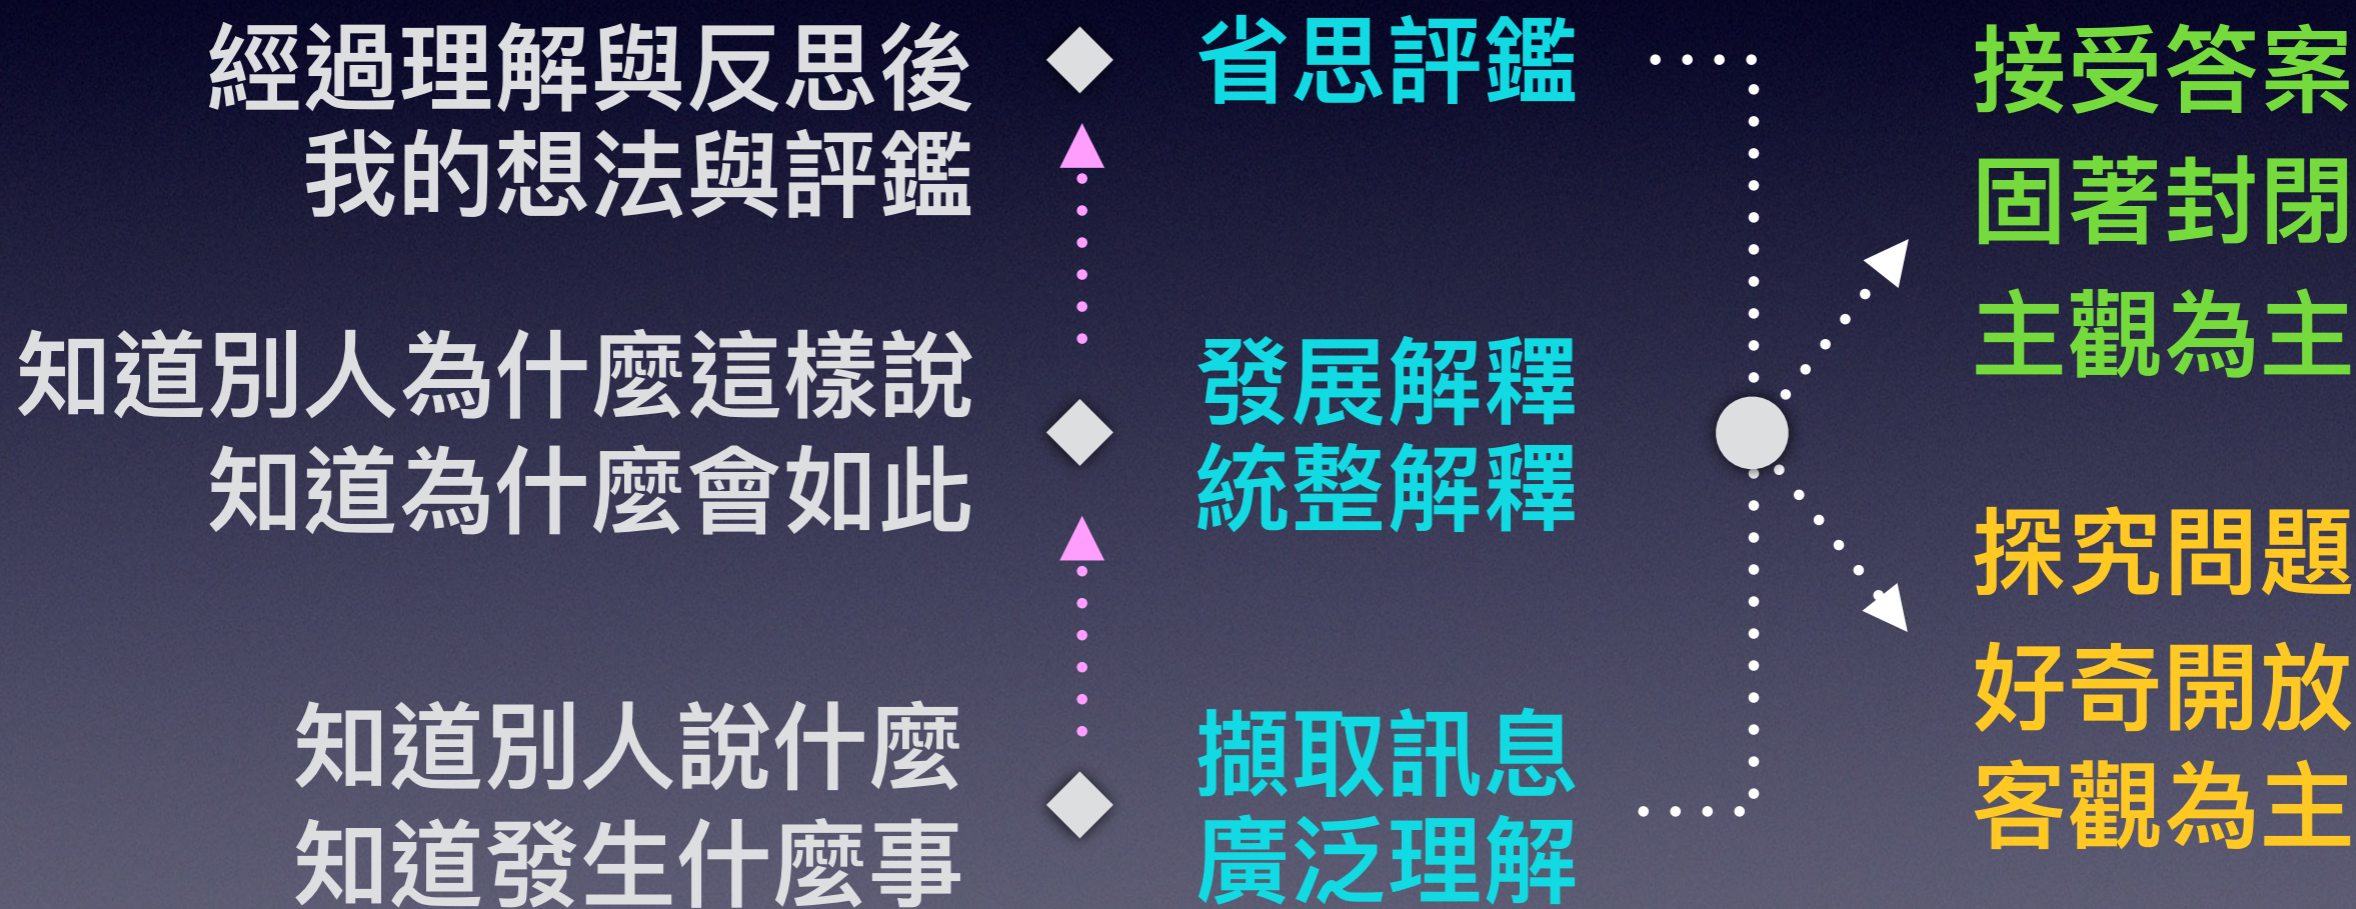 經過理解與反思後
我的想法與評鑑
知道別人為什麼這樣說
知道為什麼會如此
知道別人說什麼
知道發生什麼事
省思評鑑
發展解釋
統整解釋
擷取訊息
廣泛理解
接受答案
固著封閉
主觀為主
探究問題
好奇開放
客觀為主